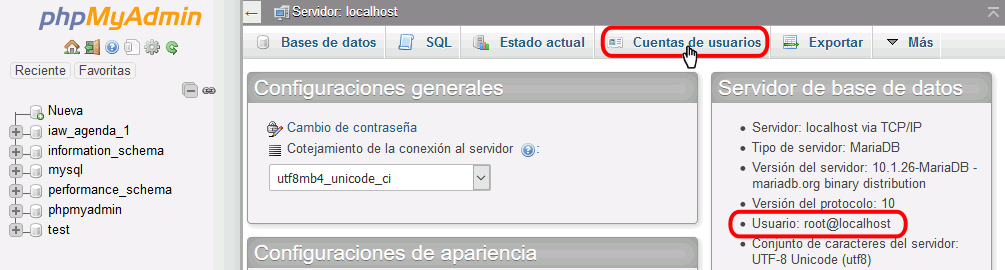 phpMyAdmin
Reciente Favoritas
Nueva
iaw_agenda_1
information_schema
mysql
performance_schema
phpmyadmin
test
Servidor: localhost
Bases de datos SQL Estado actual Cuentas de usuarios Exportar Más
Configuraciones generales
Cambio de contraseña
Cotejamiento de la conexión al servidor :
utf8mb4_unicode_ci
Configuraciones de apariencia
Servidor de base de datos
Servidor: localhost via TCP/IP
Tipo de servidor: MariaDB
Versión del servidor: 10.1.26-MariaDB -
mariadb.org binary distribution
Versión del protocolo: 10
Usuario: root@localhost
Conjunto de caracteres del servidor:
UTF-8 Unicode (utf8)